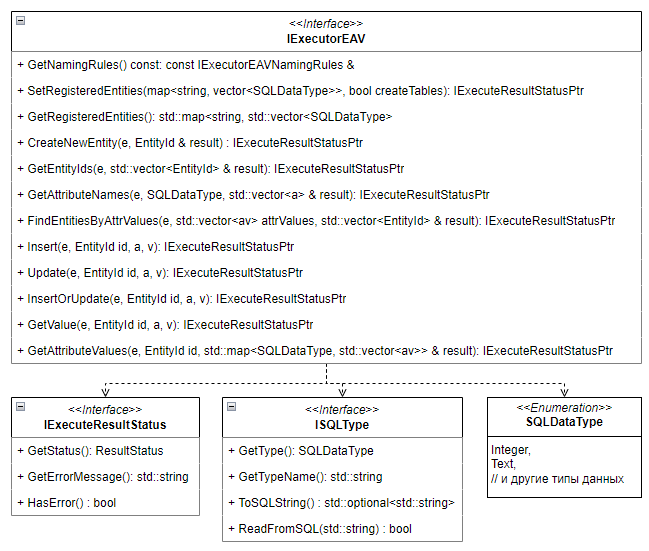 <<Interface>>
IExecutorEAV
+ GetNamingRules() const: const IExecutorEAVNamingRules &
+ SetRegisteredEntities(map<string, vector<SQLDataType>>, bool createTables): IExecuteResultStatusPtr
+ GetRegisteredEntities(): std::map<string, std::vector<SQLDataType>
+ CreateNewEntity(e, EntityId & result) : IExecuteResultStatusPtr
+ GetEntityIds(e, std::vector<EntityId> & result): IExecuteResultStatusPtr
+ GetAttributeNames(e, SQLDataType, std::vector<a> & result): IExecuteResultStatusPtr
+ FindEntitiesByAttrValues(e, std::vector<av> attrValues, std::vector<EntityId> & result): IExecuteResultStatusPtr
+ Insert(e, EntityId id, a, v): IExecuteResultStatusPtr
+ Update(e, EntityId id, a, v): IExecuteResultStatusPtr
+ InsertOrUpdate(e, EntityId id, a, v): IExecuteResultStatusPtr
+ GetValue(e, EntityId id, a, v): IExecuteResultStatusPtr
+ GetAttributeValues(e, EntityId id, std::map<SQLDataType, std::vector<av>> & result): IExecuteResultStatusPtr
<<Interface>>
IExecuteResultStatus
+ GetStatus(): ResultStatus
+ GetErrorMessage(): std::string
+ HasError() : bool
<<Interface>>
ISQLType
+ GetType(): SQLDataType
+ GetTypeName(): std::string
+ ToSQLString() : std::optional<std::string>
+ ReadFromSQL(std::string) : bool
<<Enumeration>>
SQLDataType
Integer,
Text,
// и другие типы данных